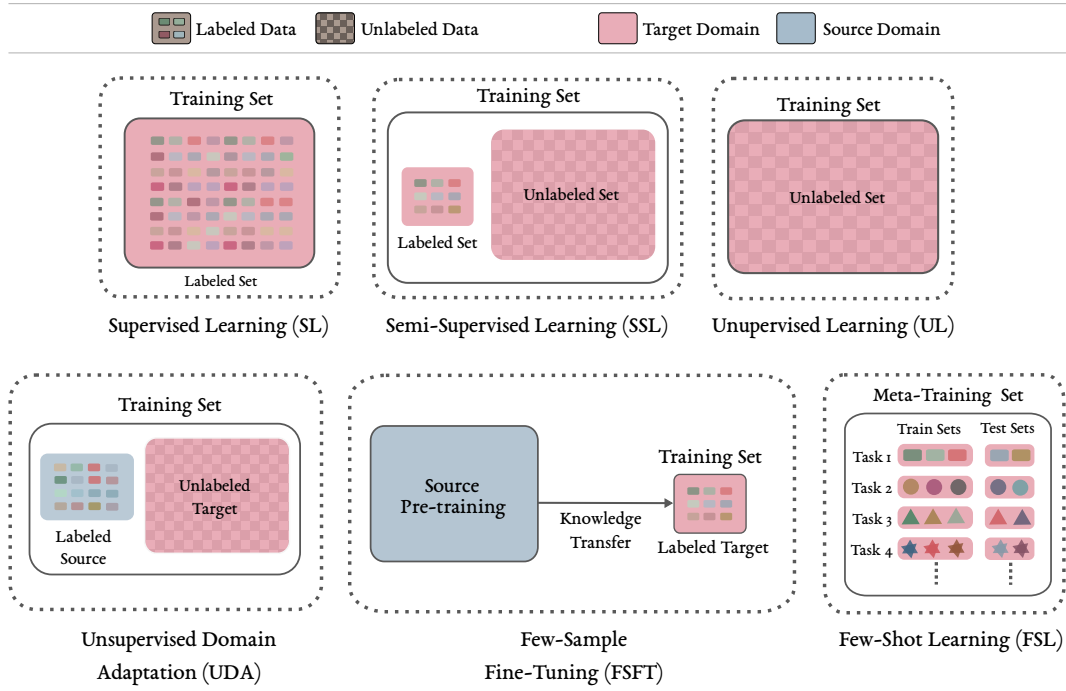 Labeled Data
Unlabeled Data
Target Domain
Source Domain
Training Set
Labeled Set
Supervised Learning (SL)
Training Set
Labeled Set
Unlabeled Set
Semi-Supervised Learning (SSL)
Training Set
Unlabeled Set
Unupervised Learning (UL)
Training Set
Labeled
Source
Unlabeled
Target
Unsupervised Domain
Adaptation (UDA)
Source
Pre-training
Knowledge
Transfer
Training Set
Labeled Target
Few-Sample
Fine-Tuning (FSFT)
Meta-Training Set
Train Sets
Test Sets
Task 1
Task 2
Task 3
Task 4
Few-Shot Learning (FSL)